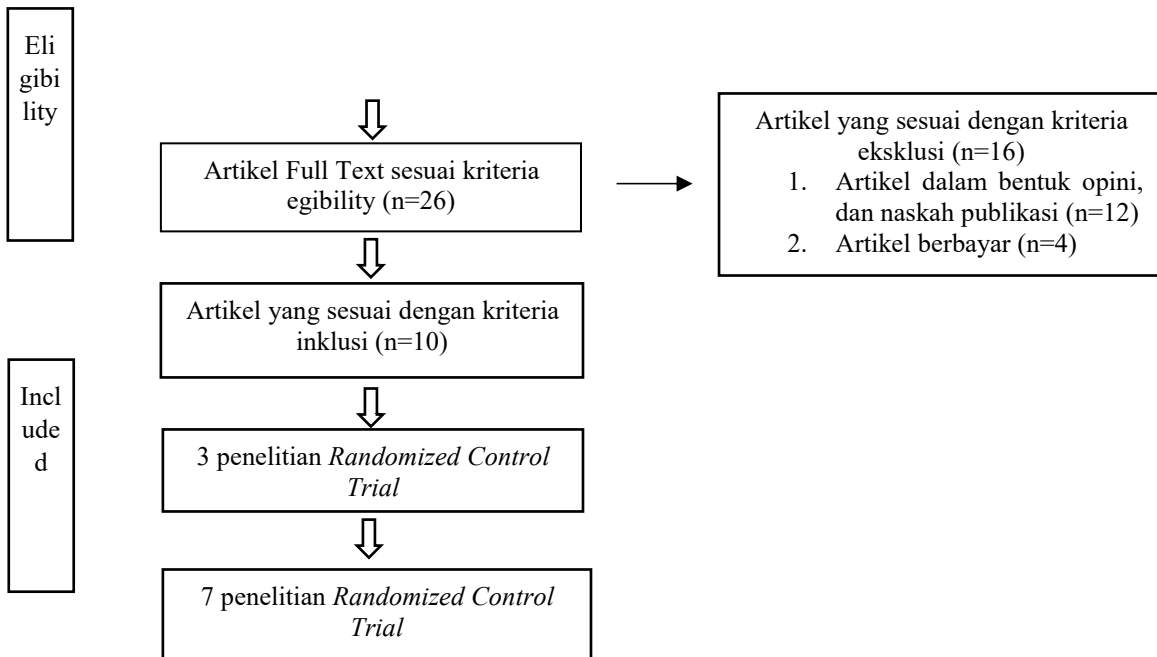 Eli
gibi
lity
Artikel Full Text sesuai kriteria
egibility (n=26)
Artikel yang sesuai dengan kriteria
eksklusi (n=16)
1. Artikel dalam bentuk opini,
dan naskah publikasi (n=12)
2. Artikel berbayar (n=4)
Artikel yang sesuai dengan kriteria
inklusi (n=10)
Incl
ude
d
3 penelitian Randomized Control
Trial
7 penelitian Randomized Control
Trial